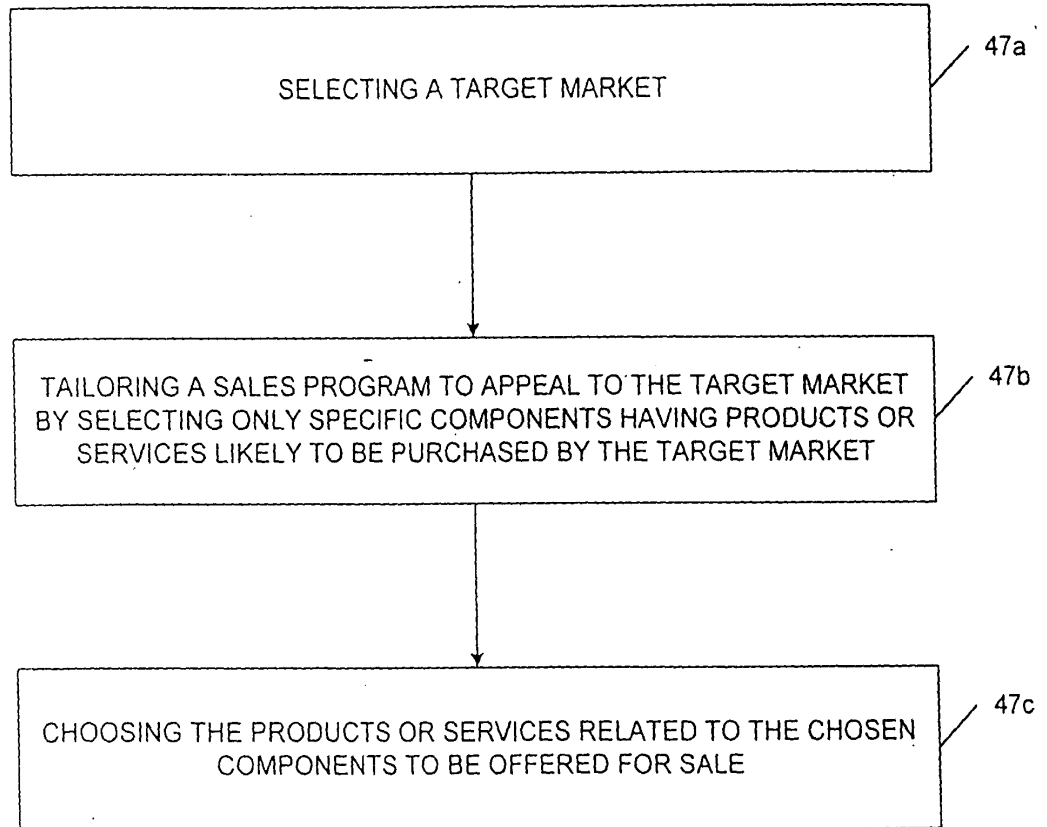 SELECTING A TARGET MARKET
47a
TAILORING A SALES PROGRAM TO APPEAL TO THE TARGET MARKET
BY SELECTING ONLY SPECIFIC COMPONENTS HAVING PRODUCTS OR
SERVICES LIKELY TO BE PURCHASED BY THE TARGET MARKET
47b
CHOOSING THE PRODUCTS OR SERVICES RELATED TO THE CHOSEN
COMPONENTS TO BE OFFERED FOR SALE
47c